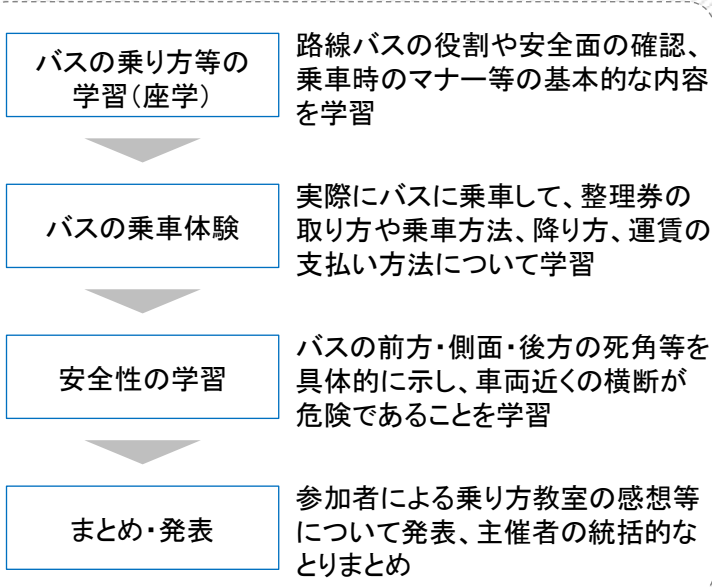 バスの乗り方等の
学習(座学)
路線バスの役割や安全面の確認、
乗車時のマナー等の基本的な内容
を学習
バスの乗車体験
実際にバスに乗車して、整理券の
取り方や乗車方法、降り方、運賃の
支払い方法について学習
安全性の学習
バスの前方・側面・後方の死角等を
具体的に示し、車両近くの横断が
危険であることを学習
まとめ・発表
参加者による乗り方教室の感想等
について発表、主催者の統括的な
とりまとめ